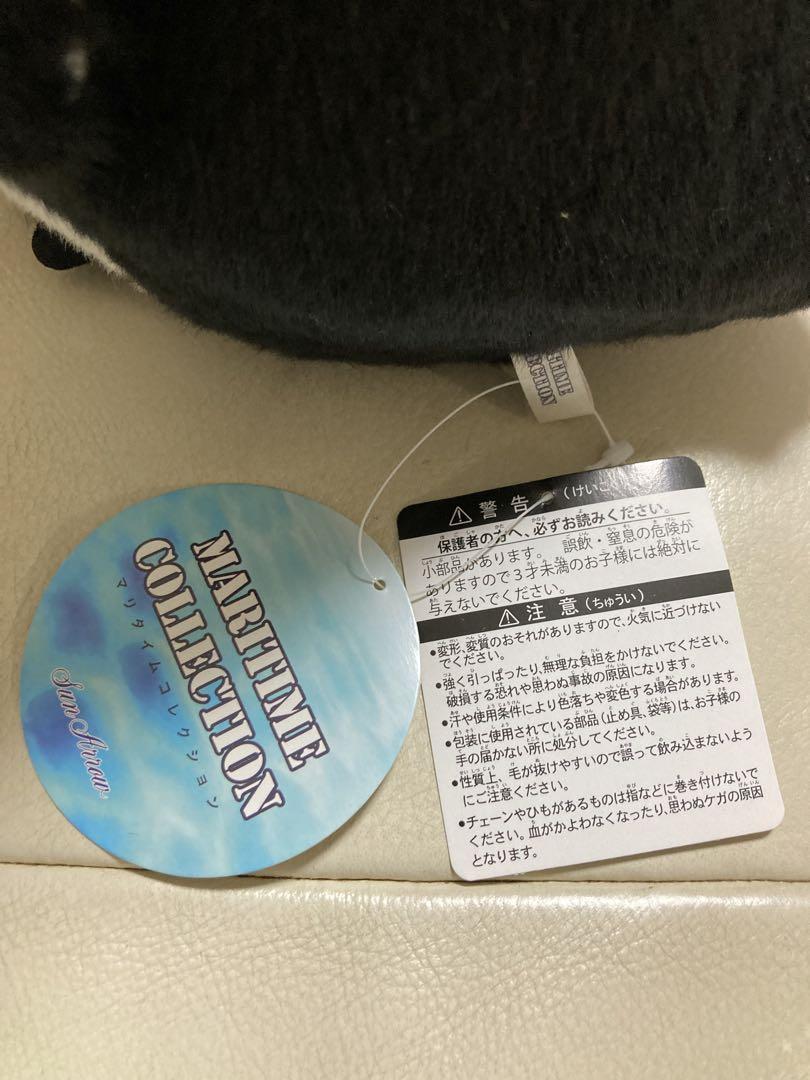 MARITIME
COLLECTION
マリタイムコレクション
Sun Arrow
⚠警告(けいこ
保護者の方へ、必ずお読みください。
小部品があります。 誤飲・窒息の危険が
ありますので3才未満のお子様には絶対に
与えないでください。
⚠注意(ちゅうい)
●変形、変質のおそれがありますので、火気に近づけない
でください。
●強く引っぱったり、無理な負担をかけないでください。
破損する恐れや思わぬ事故の原因になります。
●汗や使用条件により色落ちや変色する場合があります。
●包装に使用されている部品(止め具、袋等)は、お子様の
手の届かない所に処分してください。
●性質上、毛が抜けやすいので誤って飲み込まないよう
にご注意ください。
●チェーンやひもがあるものは指などに巻き付けないで
ください。血がかよわなくなったり、思わぬケガの原因
となります。